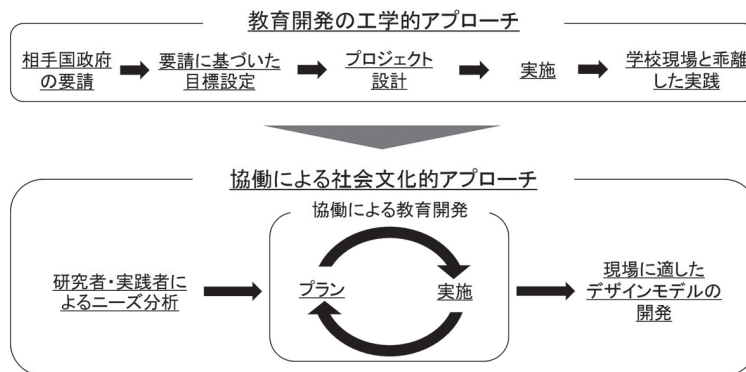 教育開発の工学的アプローチ
相手国政府
の要請
要請に基づいた
目標設定
プロジェクト
設計
実施
学校現場と乖離
した実践
協働による社会文化的アプローチ
協働による教育開発
研究者・実践者に
よるニーズ分析
プラン
実施
現場に適した
デザインモデルの
開発